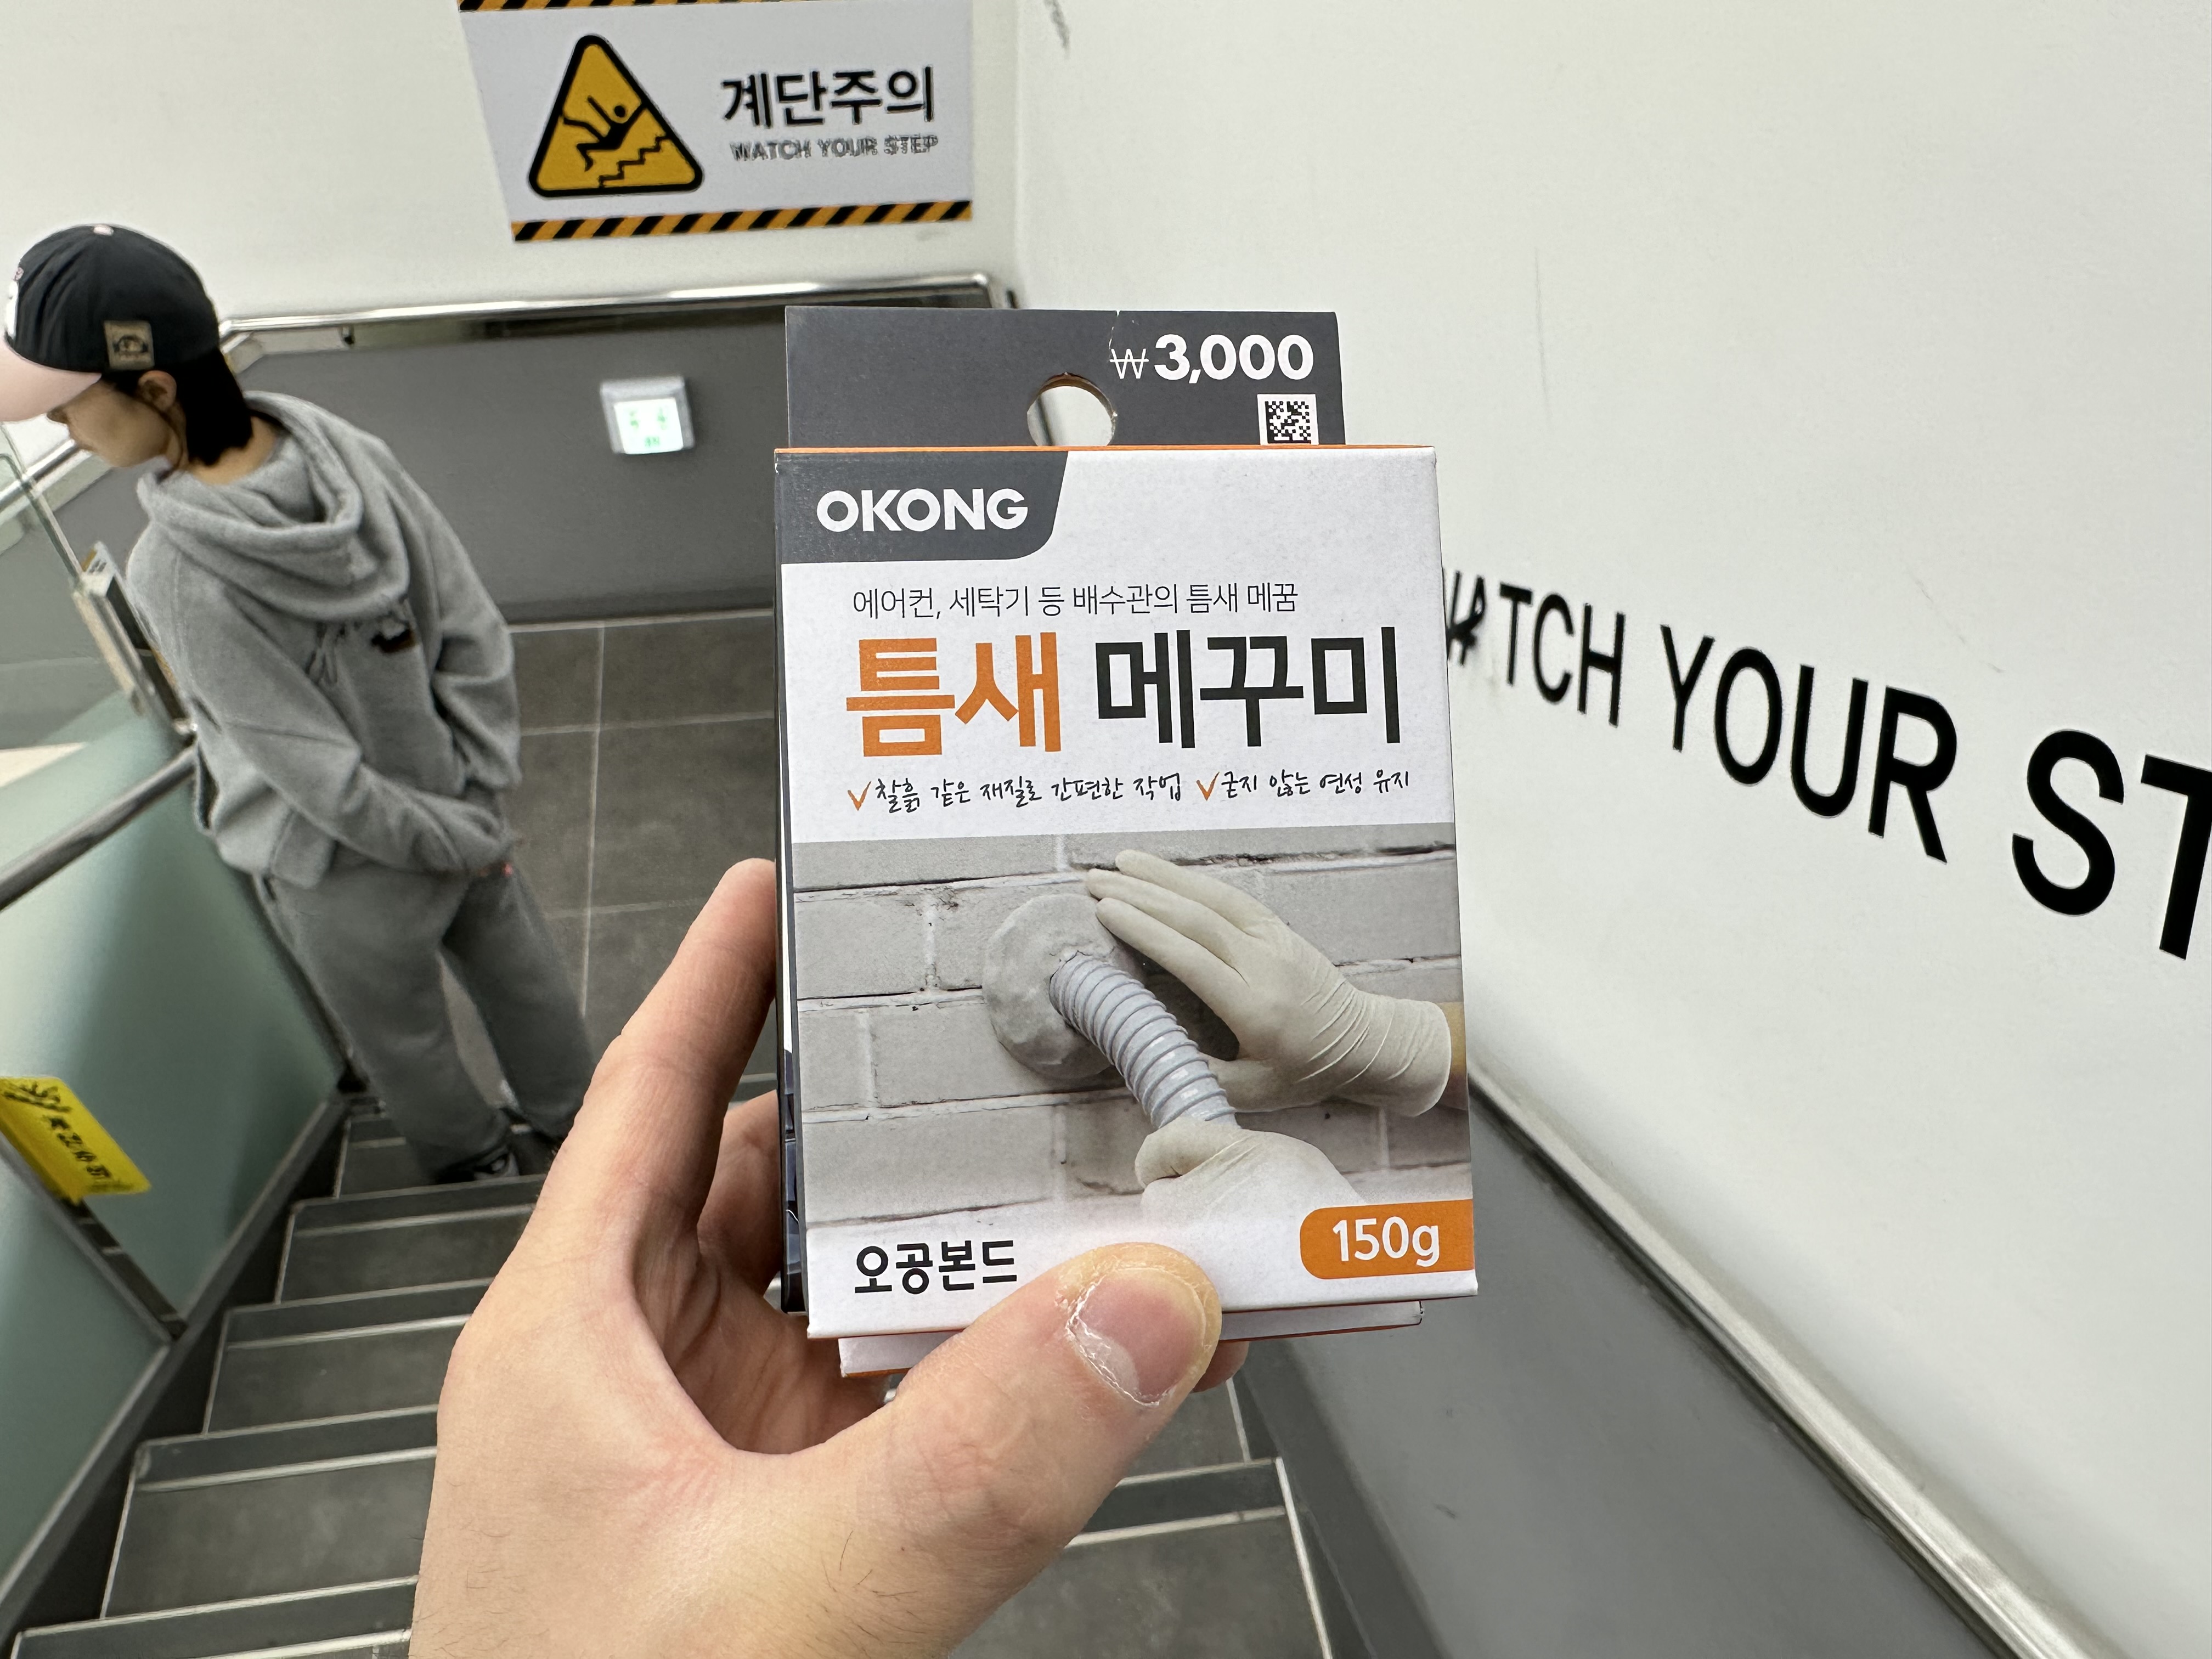 계단주의
WATCH YOUR STEP
₩3,000
OKONG
에어컨, 세탁기 등 배수관의 틈새 메꿈
틈새 메꾸미
✓찰흙 같은 재질로 간편한 작업 ✓굳지 않는 연성 유지
150g
오공본드
WATCH YOUR ST